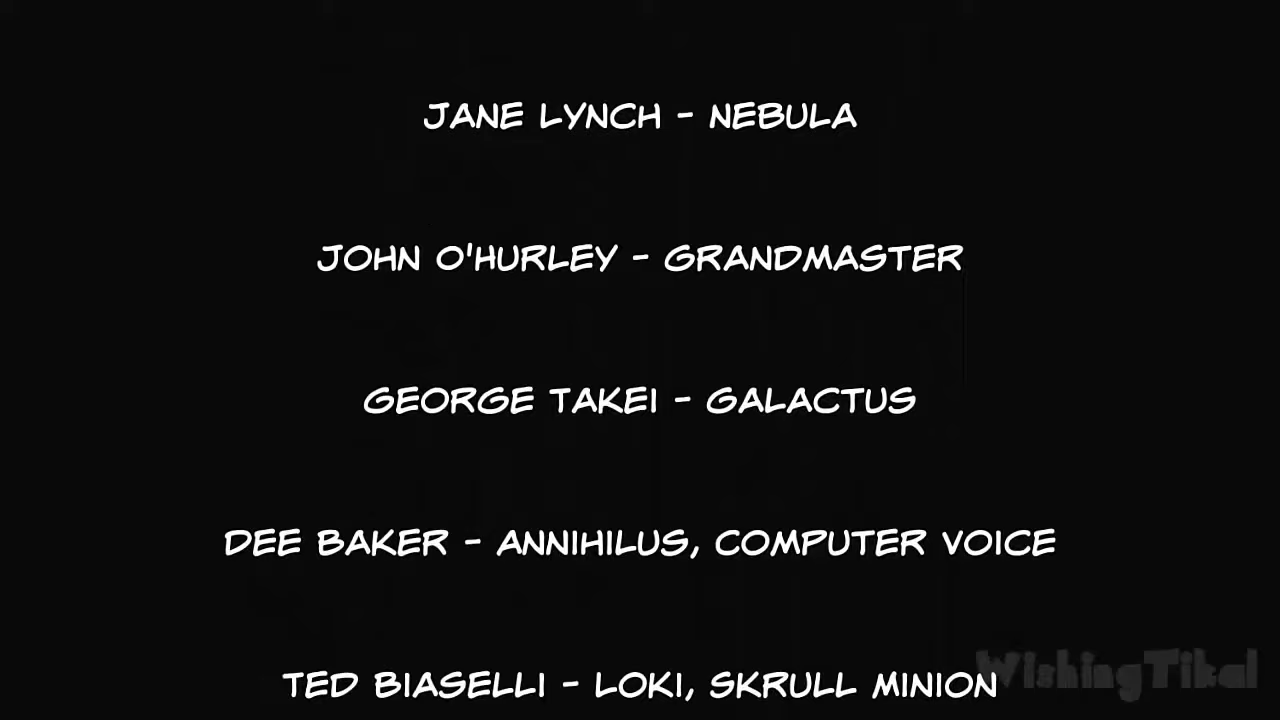 JANE LYNCH - NEBULA
JOHN O'HURLEY - GRANDMASTER
GEORGE TAKEI - GALACTUS
DEE BAKER - ANNIHILUS, COMPUTER VOICE
TED BIASELLI - LOKI, SKRULL MINION
WishingTikal